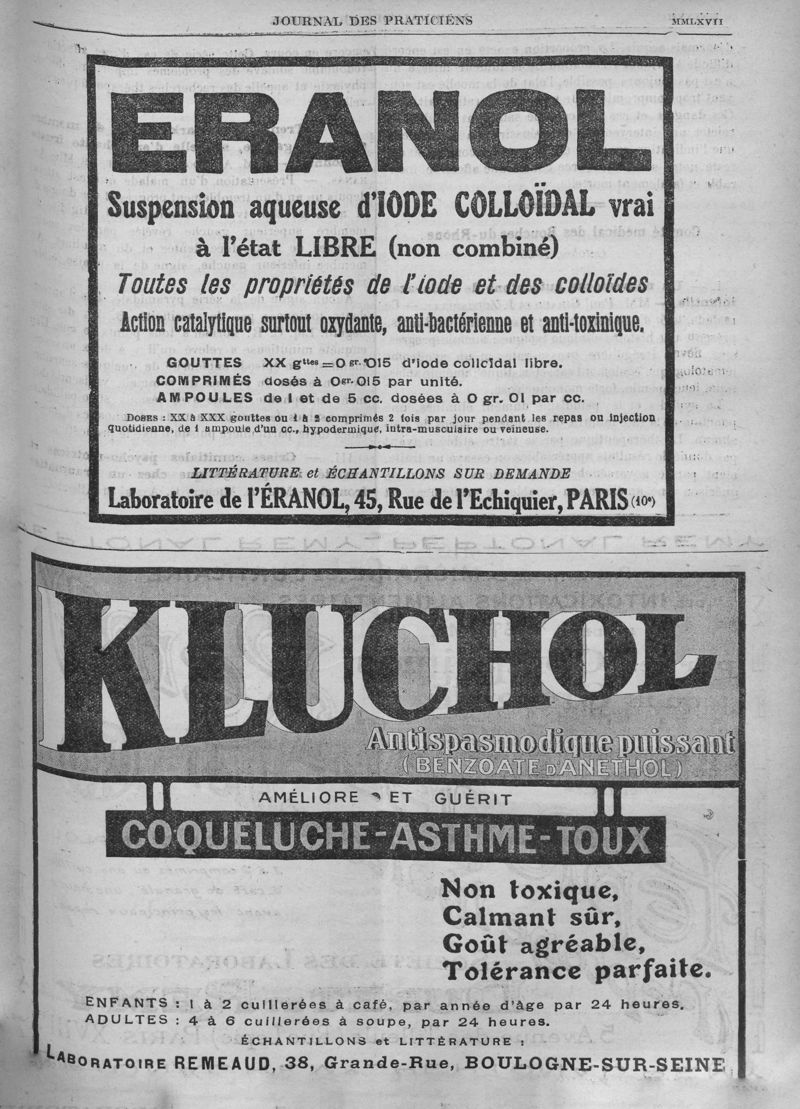 JOURNAL DES PRATICIENS
MMLXVII
ERANOL
Suspension aqueuse d'IODE COLLOÏDAL vrai
à l'état LIBRE (non combiné)
Toutes les propriétés de l'iode et des colloïdes
Action catalytique surtout oxydante, anti-bactérienne et anti-toxinique.
GOUTTES XX gttes = 0 gr. 015 d'iode colloïdal libre.
COMPRIMÉS dosés à 0gr. 015 par unité.
AMPOULES de 1 et de 5 cc. dosées à 0 gr. 01 par cc.
DOSES : XX à XXX gouttes ou 1 à 2 comprimés 2 fois par jour pendant les repas ou injection
quotidienne, de 1 ampoule d'un cc., hypodermique, intra-musculaire ou veineuse.
LITTÉRATURE et ÉCHANTILLONS SUR DEMANDE
Laboratoire de l'ÉRANOL, 45, Rue de l'Echiquier, PARIS (10e)
KLUCHOL
Antispasmodique puissant
(BENZOATE D'ANETHOL)
AMÉLIORE ET GUÉRIT
COQUELUCHE-ASTHME-TOUX
Non toxique,
Calmant sûr,
Goût agréable,
Tolérance parfaite.
ENFANTS : 1 à 2 cuillerées à café, par année d'âge par 24 heures.
ADULTES : 4 à 6 cuillerées à soupe, par 24 heures.
ÉCHANTILLONS et LITTÉRATURE :
LABORATOIRE REMEAUD, 38, Grande-Rue, BOULOGNE-SUR-SEINE